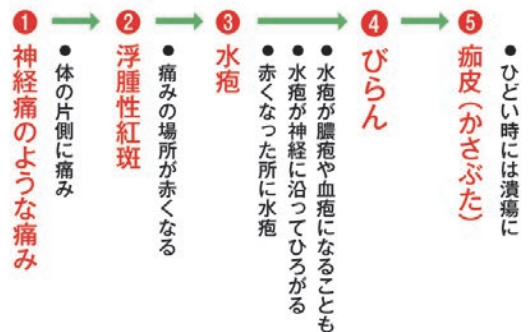 ❶
神経痛のような痛み
● 体の片側に痛み
❷
浮腫性紅斑
● 痛みの場所が赤くなる
❸
水疱
● 赤くなった所に水疱
● 水疱が神経に沿ってひろがる
● 水疱が膿疱や血疱になることも
❹
びらん
❺
痂皮(かさぶた)
● ひどい時には潰瘍に